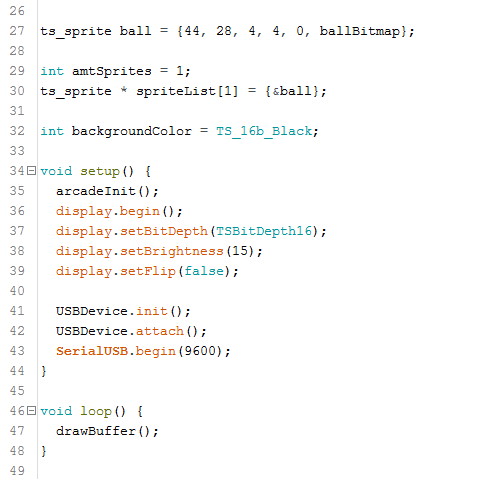 26
27 ts_sprite ball = {44, 28, 4, 4, 0, ballBitmap};
28
29 int amtSprites = 1;
30 ts_sprite * spriteList[1] = {&ball};
31
32 int backgroundColor = TS_16b_Black;
33
34 void setup() {
35   arcadeInit();
36   display.begin();
37   display.setBitDepth(TSBitDepth16);
38   display.setBrightness(15);
39   display.setFlip(false);
40
41   USBDevice.init();
42   USBDevice.attach();
43   SerialUSB.begin(9600);
44 }
45
46 void loop() {
47   drawBuffer();
48 }
49